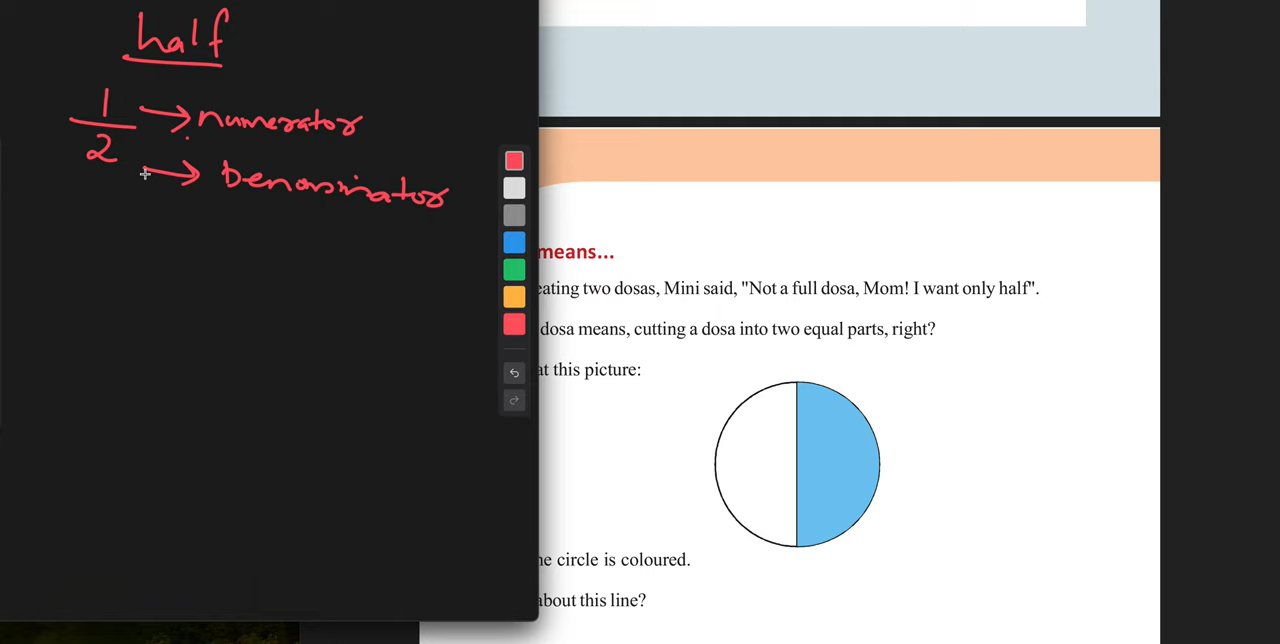 half
1 → numerator
2 → Denominator
means...
eating two dosas, Mini said, "Not a full dosa, Mom! I want only half".
dosa means, cutting a dosa into two equal parts, right?
at this picture:
he circle is coloured.
about this line?